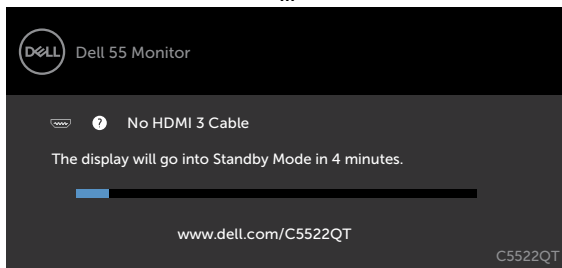 ...
DELL
Dell 55 Monitor
? No HDMI 3 Cable
The display will go into Standby Mode in 4 minutes.
www.dell.com/C5522QT
C5522QT